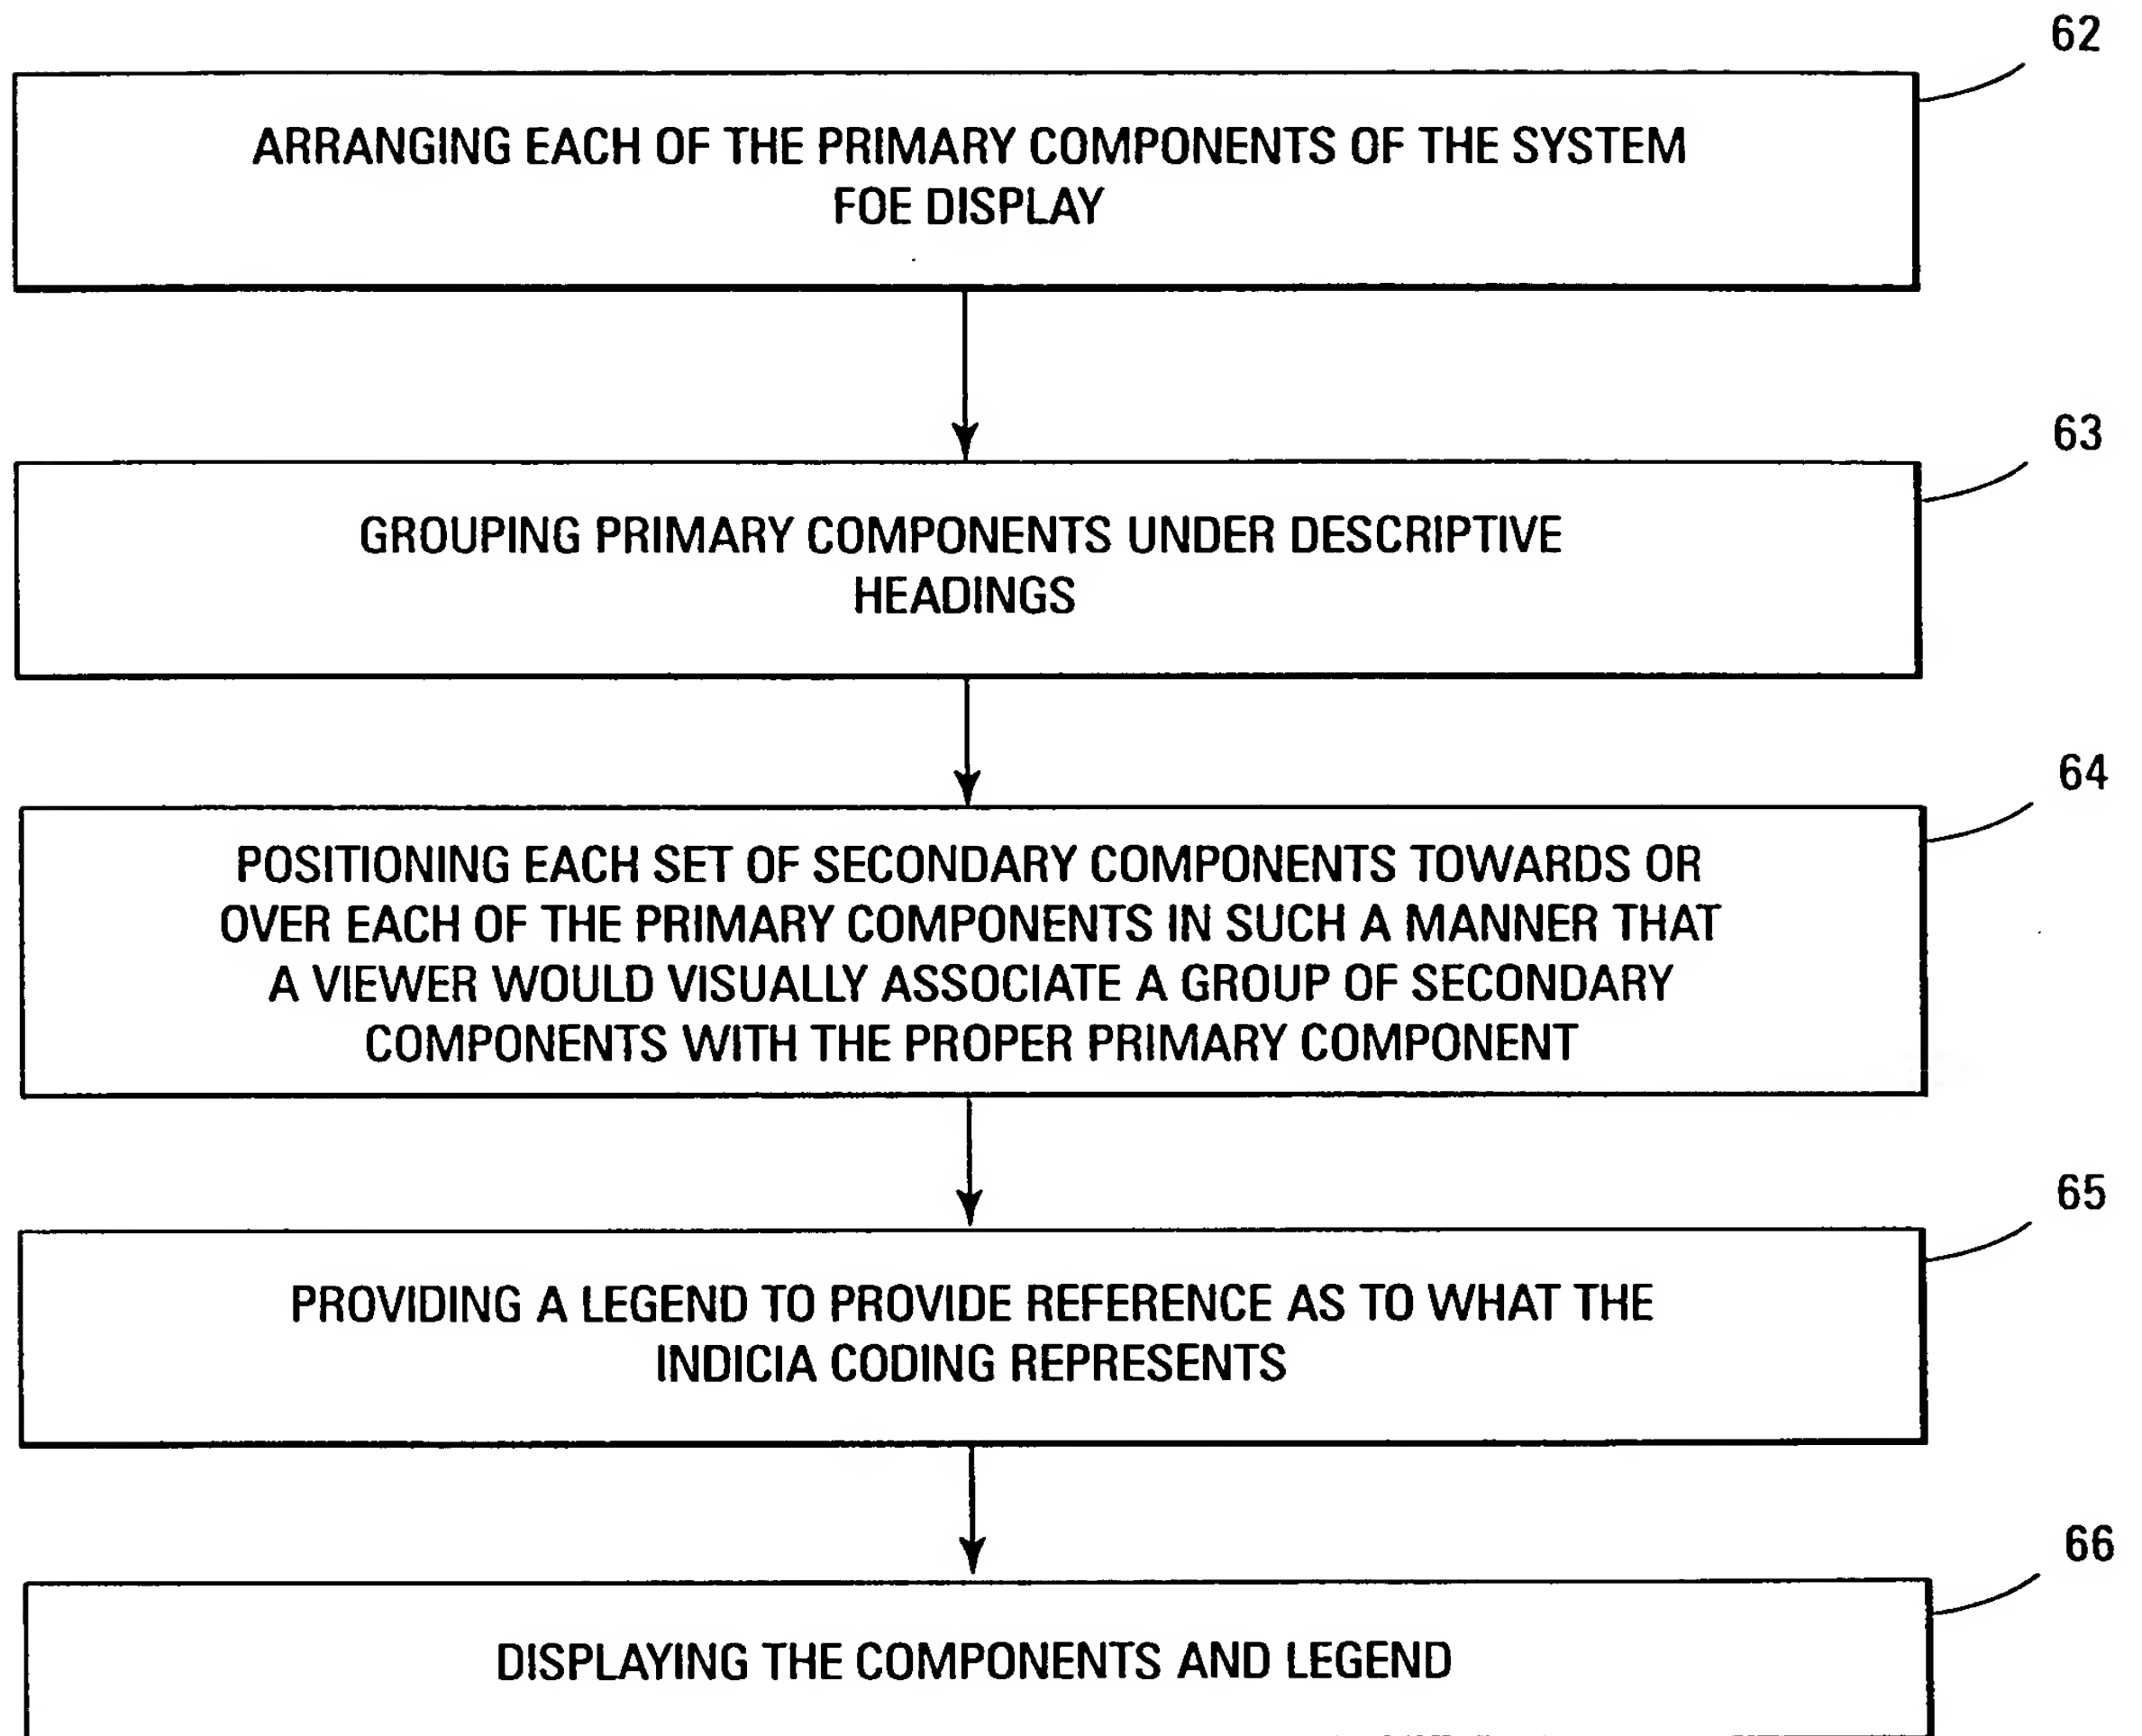 62
ARRANGING EACH OF THE PRIMARY COMPONENTS OF THE SYSTEM
FOE DISPLAY
63
GROUPING PRIMARY COMPONENTS UNDER DESCRIPTIVE
HEADINGS
64
POSITIONING EACH SET OF SECONDARY COMPONENTS TOWARDS OR
OVER EACH OF THE PRIMARY COMPONENTS IN SUCH A MANNER THAT
A VIEWER WOULD VISUALLY ASSOCIATE A GROUP OF SECONDARY
COMPONENTS WITH THE PROPER PRIMARY COMPONENT
65
PROVIDING A LEGEND TO PROVIDE REFERENCE AS TO WHAT THE
INDICIA CODING REPRESENTS
66
DISPLAYING THE COMPONENTS AND LEGEND